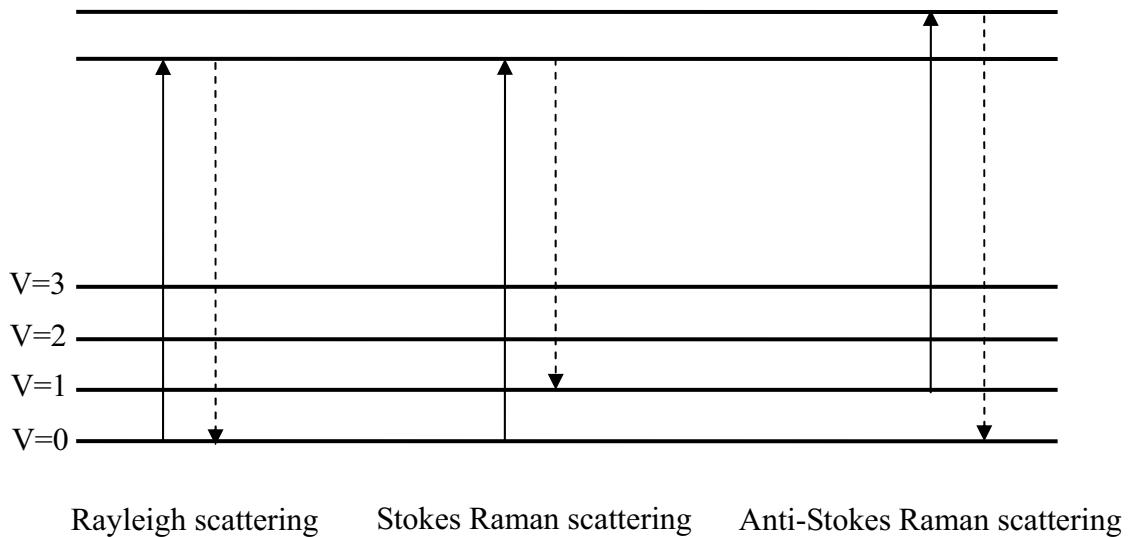 V=3
V=2
V=1
V=0
Rayleigh scattering
Stokes Raman scattering
Anti-Stokes Raman scattering